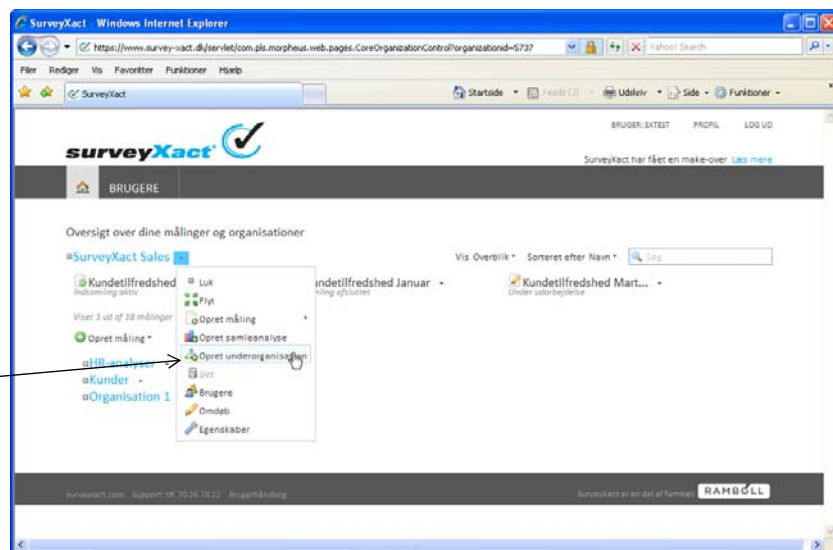 SurveyXact - Windows Internet Explorer
https://www.survey-xact.dk/servlet/com.pls.morpheus.web.pages.CoreOrganizationControl?organizationid=5737
Yahoo! Search
Filer Rediger Vis Favoritter Funktioner Hjælp
SurveyXact
Startside Feeds (J) Udskriv Side Funktioner
BRUGER: SXTEST PROFIL LOG UD
surveyXact
SurveyXact har fået en make-over Læs mere
BRUGERE
Oversigt over dine målinger og organisationer
SurveyXact Sales
Vis Overblik Sorteret efter Navn Søg
Kundetilfredshed
Indsamling aktiv
undetilfredshed Januar
mling afsluttet
Kundetilfredshed Mart...
Under udarbejdelse
Viser 3 ud af 18 målinger
Opret måling
HR-analyser
Kunder
Organisation 1
Luk
Flyt
Opret måling
Opret samleanalyse
Opret underorganisation
Slet
Brugere
Omdøb
Egenskaber
surveyxact.com Support: tlf. 70 26 70 22 Brugerhåndbog
SurveyXact er en del af Rambøll
RAMBOLL